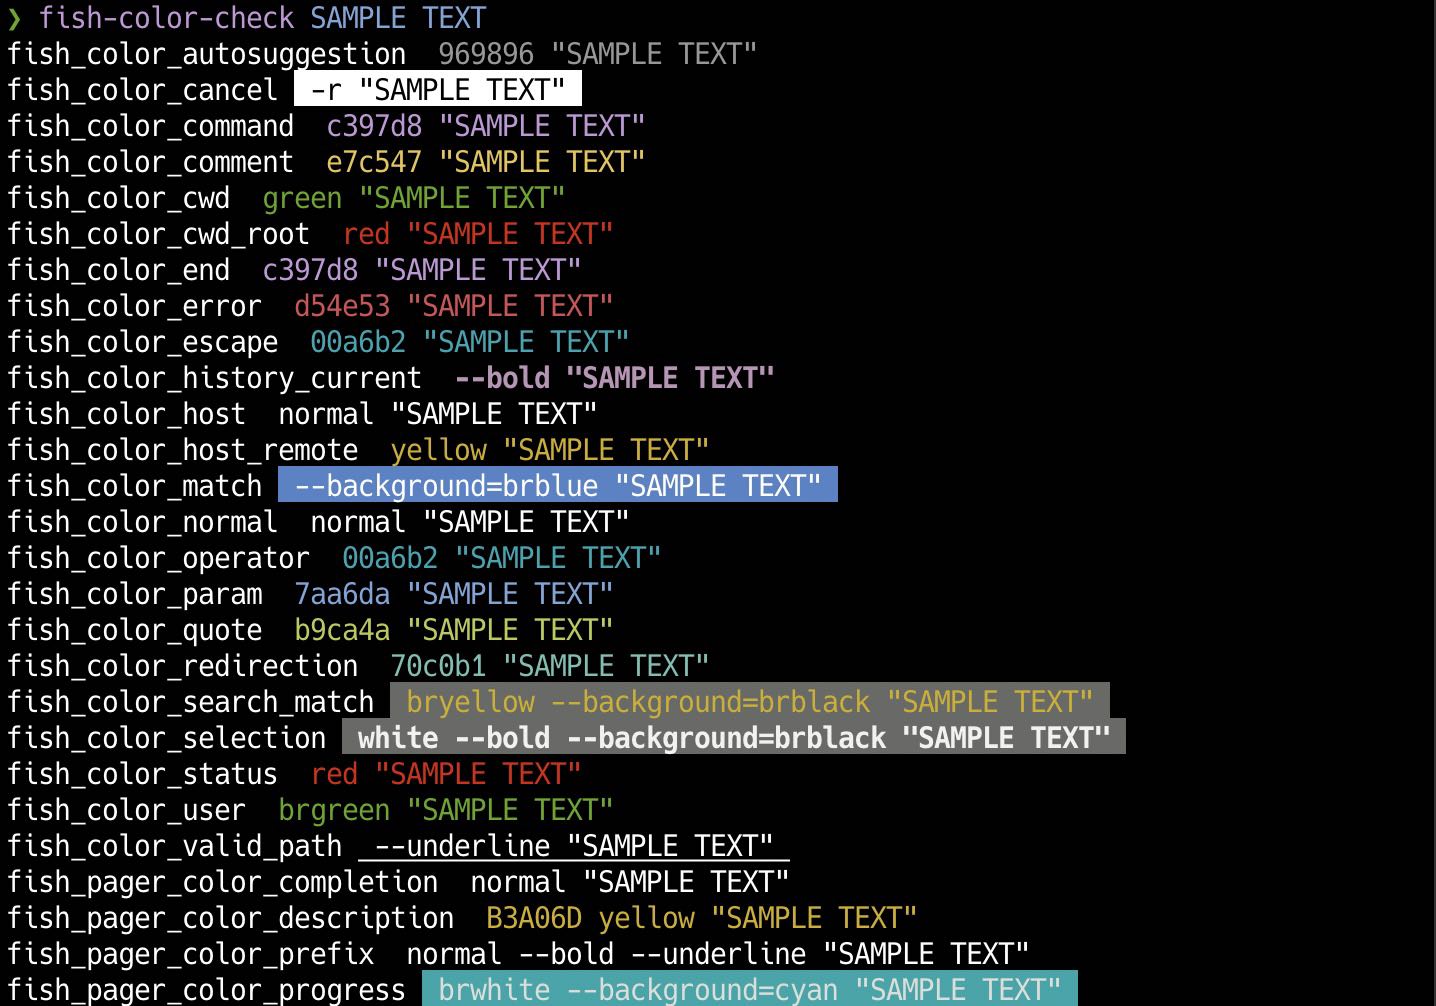 ❯ fish-color-check SAMPLE TEXT
fish_color_autosuggestion  969896 "SAMPLE TEXT"
fish_color_cancel  -r "SAMPLE TEXT"
fish_color_command  c397d8 "SAMPLE TEXT"
fish_color_comment  e7c547 "SAMPLE TEXT"
fish_color_cwd  green "SAMPLE TEXT"
fish_color_cwd_root  red "SAMPLE TEXT"
fish_color_end  c397d8 "SAMPLE TEXT"
fish_color_error  d54e53 "SAMPLE TEXT"
fish_color_escape  00a6b2 "SAMPLE TEXT"
fish_color_history_current  --bold "SAMPLE TEXT"
fish_color_host  normal "SAMPLE TEXT"
fish_color_host_remote  yellow "SAMPLE TEXT"
fish_color_match  --background=brblue "SAMPLE TEXT"
fish_color_normal  normal "SAMPLE TEXT"
fish_color_operator  00a6b2 "SAMPLE TEXT"
fish_color_param  7aa6da "SAMPLE TEXT"
fish_color_quote  b9ca4a "SAMPLE TEXT"
fish_color_redirection  70c0b1 "SAMPLE TEXT"
fish_color_search_match  bryellow --background=brblack "SAMPLE TEXT"
fish_color_selection  white --bold --background=brblack "SAMPLE TEXT"
fish_color_status  red "SAMPLE TEXT"
fish_color_user  brgreen "SAMPLE TEXT"
fish_color_valid_path  --underline "SAMPLE TEXT"
fish_pager_color_completion  normal "SAMPLE TEXT"
fish_pager_color_description  B3A06D yellow "SAMPLE TEXT"
fish_pager_color_prefix  normal --bold --underline "SAMPLE TEXT"
fish_pager_color_progress  brwhite --background=cyan "SAMPLE TEXT"